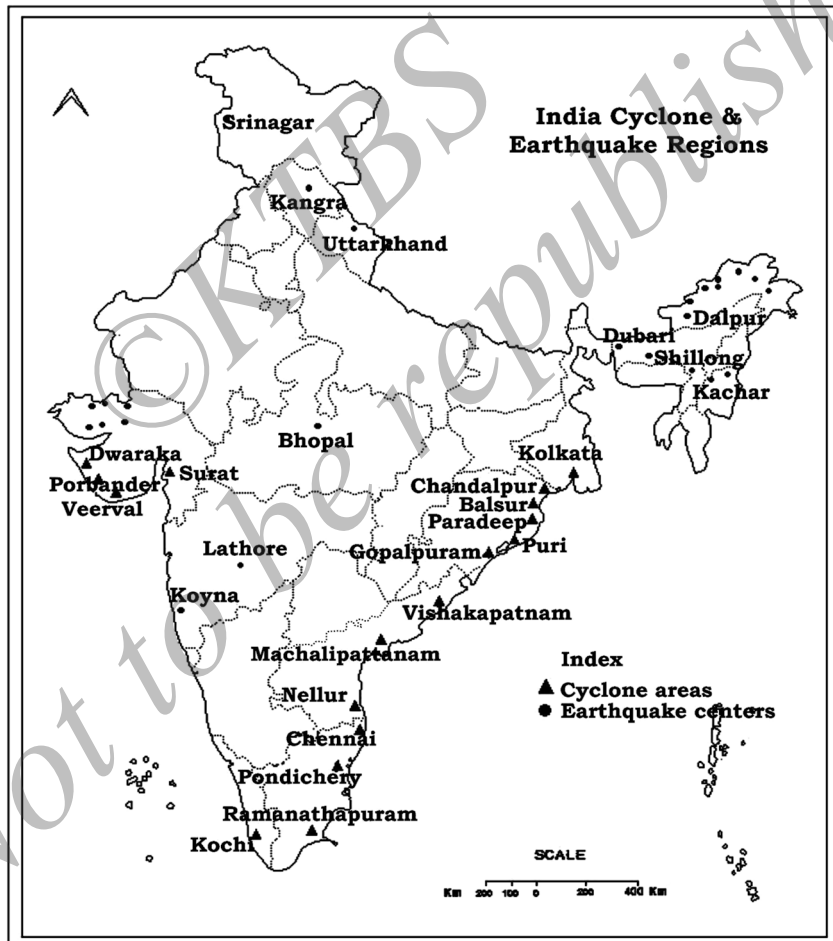 India Cyclone &
Earthquake Regions
Srinagar
Kangra
Uttarkhand
Dalpur
Dubari
Shillong
Kachar
Bhopal
Dwaraka
Porbander
Veerval
Surat
Kolkata
Chandalpur
Balsur
Paradeep
Puri
Gopalpuram
Lathore
Koyna
Vishakapatnam
Machalipattanam
Nellur
Chennai
Pondichery
Ramanathapuram
Kochi
Index
Cyclone areas
Earthquake centers
SCALE
Km 200 100 0 200 400 Km
©KTBS
Not to be republish